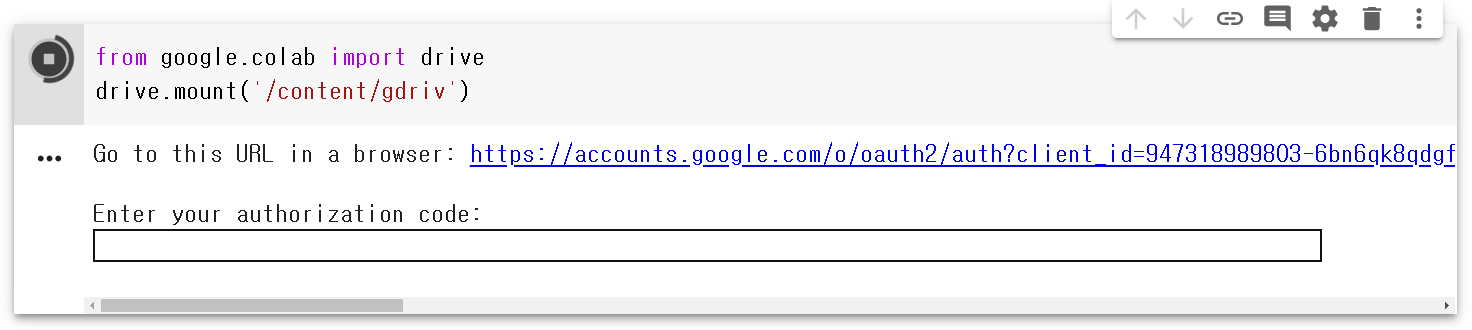 from google.colab import drive
drive.mount('/content/gdriv')
Go to this URL in a browser: https://accounts.google.com/o/oauth2/auth?client_id=947318989803-6bn6qk8qdgf
Enter your authorization code: